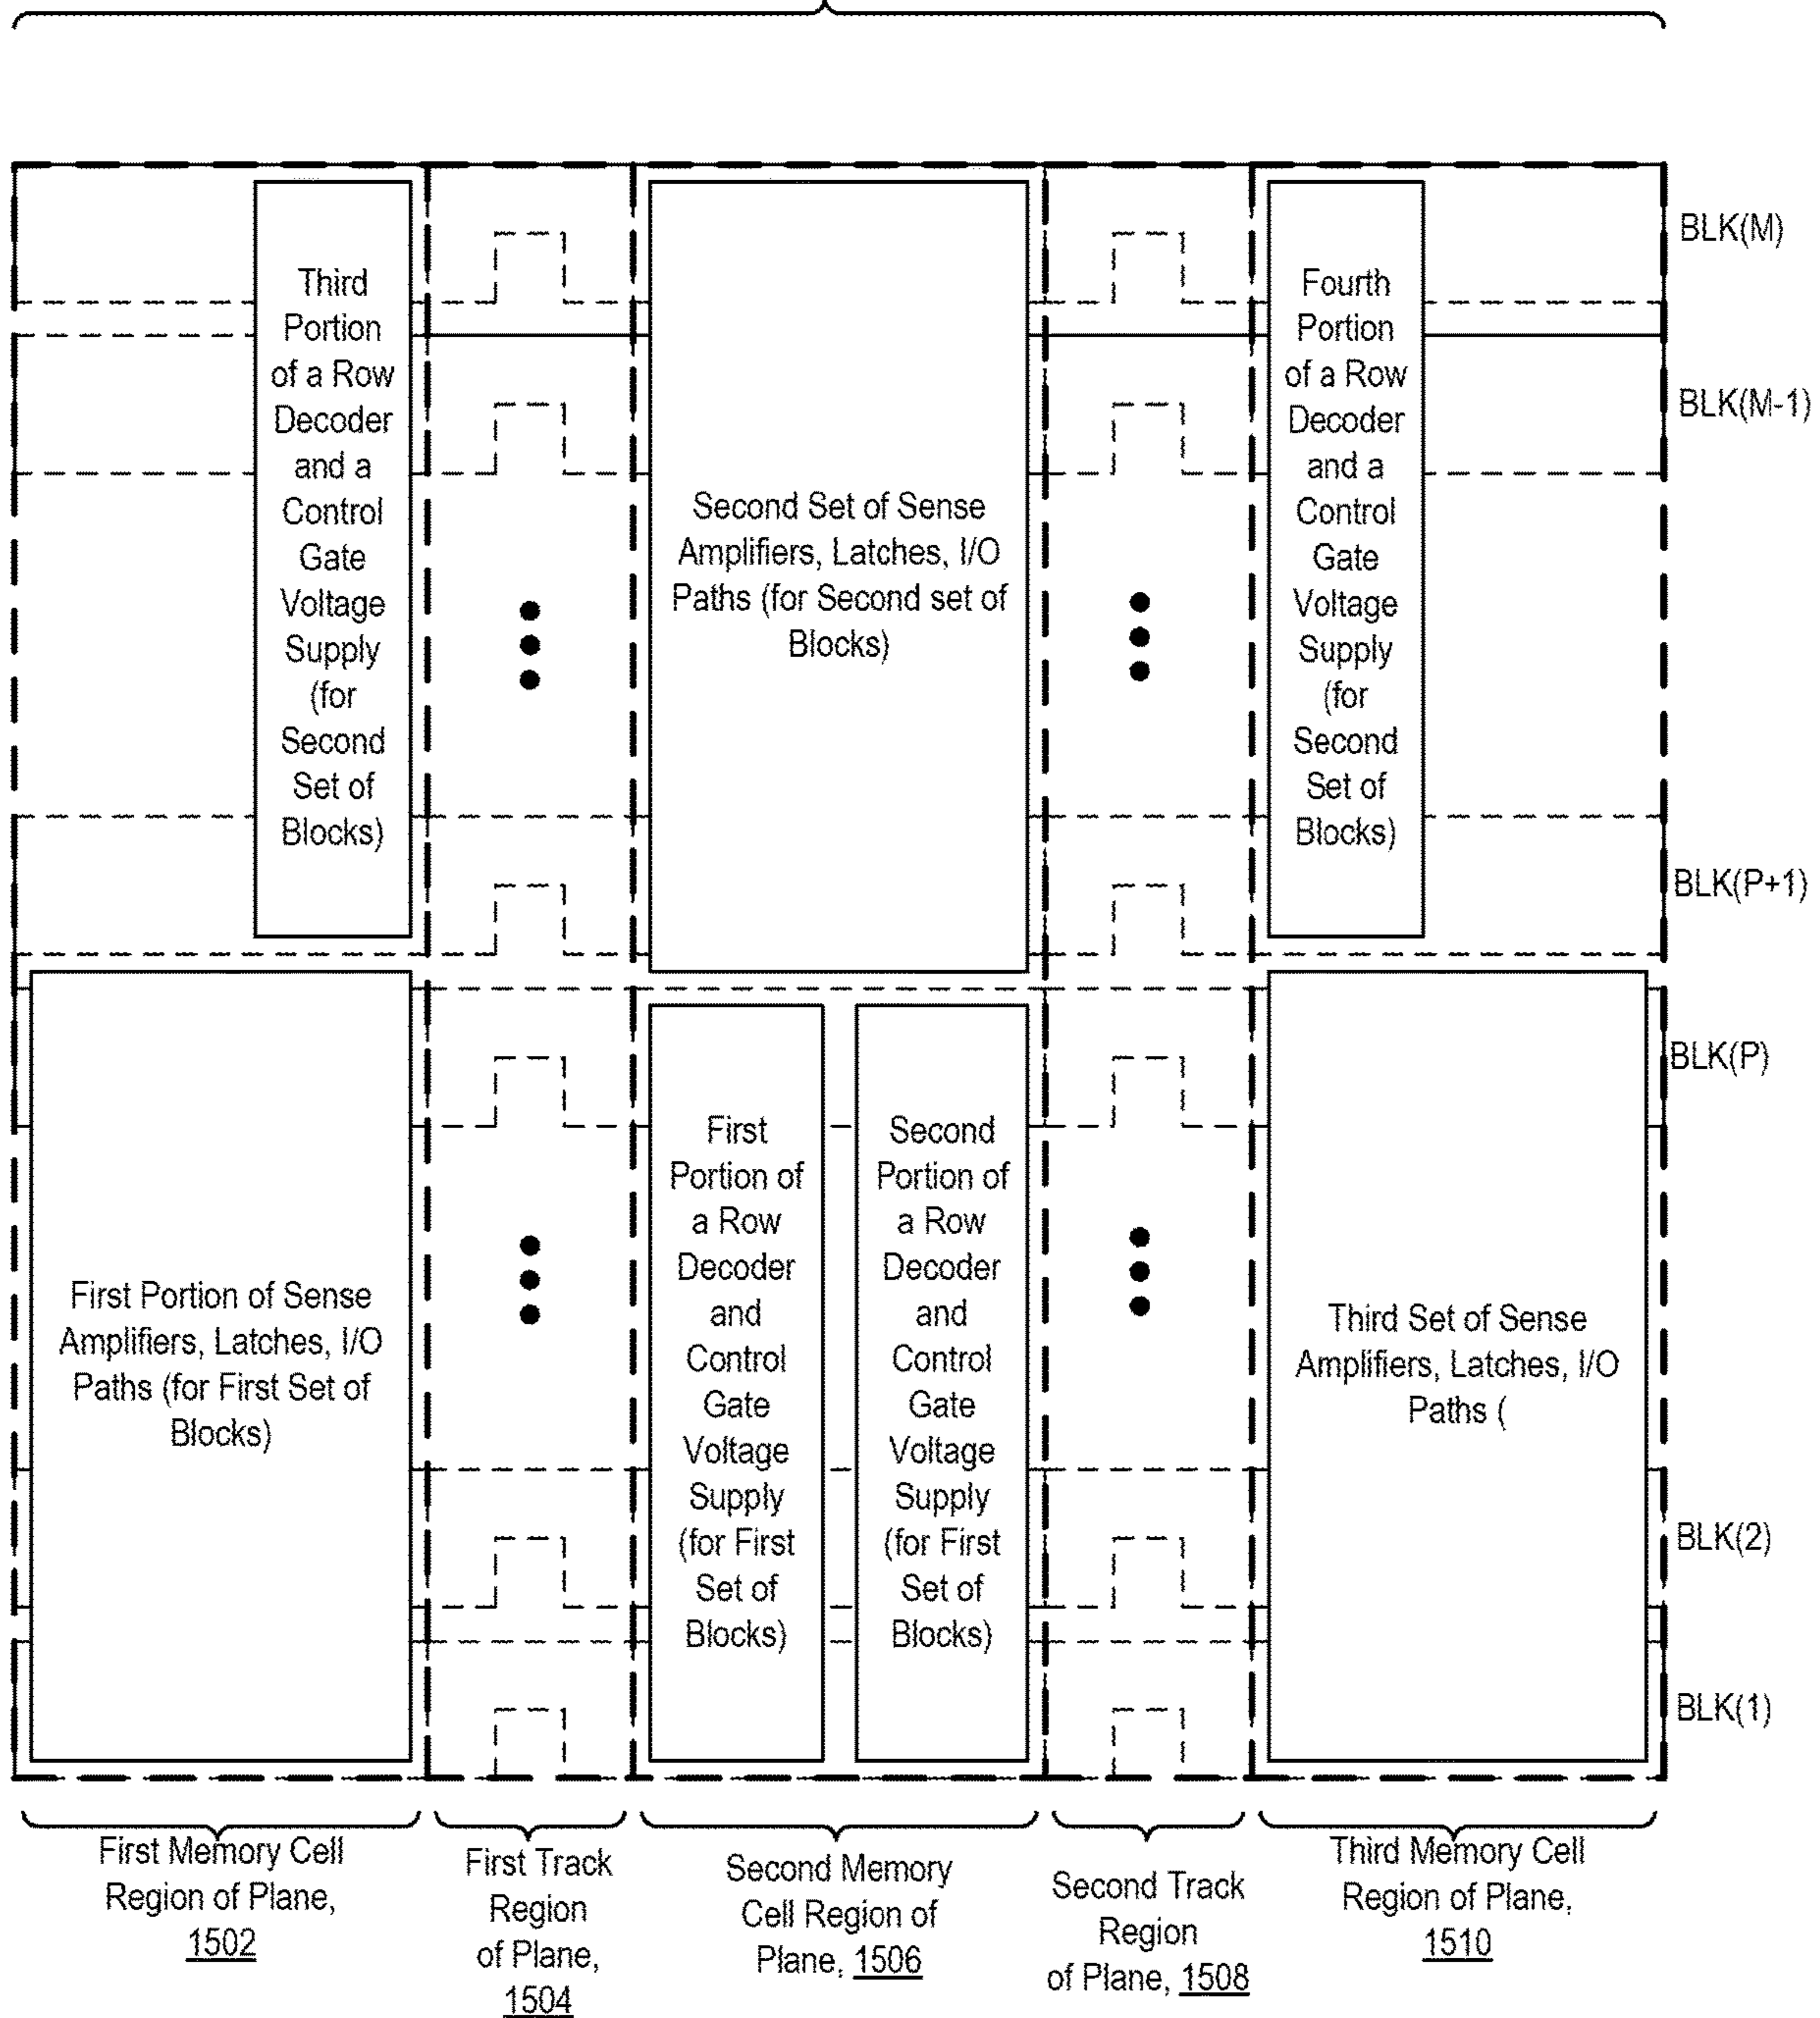 BLK(M)
Third
Portion
of a Row
Decoder
and a
Control
Gate
Voltage
Supply
(for
Second
Set of
Blocks)
Second Set of Sense
Amplifiers, Latches, I/O
Paths (for Second set of
Blocks)
Fourth
Portion
of a Row
Decoder
and a
Control
Gate
Voltage
Supply
(for
Second
Set of
Blocks)
BLK(M-1)
BLK(P+1)
BLK(P)
First Portion of Sense
Amplifiers, Latches, I/O
Paths (for First Set of
Blocks)
First
Portion of
a Row
Decoder
and
Control
Gate
Voltage
Supply
(for First
Set of
Blocks)
Second
Portion of
a Row
Decoder
and
Control
Gate
Voltage
Supply
(for First
Set of
Blocks)
Third Set of Sense
Amplifiers, Latches, I/O
Paths (
BLK(2)
BLK(1)
First Memory Cell
Region of Plane,
1502
First Track
Region
of Plane,
1504
Second Memory
Cell Region of
Plane, 1506
Second Track
Region
of Plane, 1508
Third Memory Cell
Region of Plane,
1510